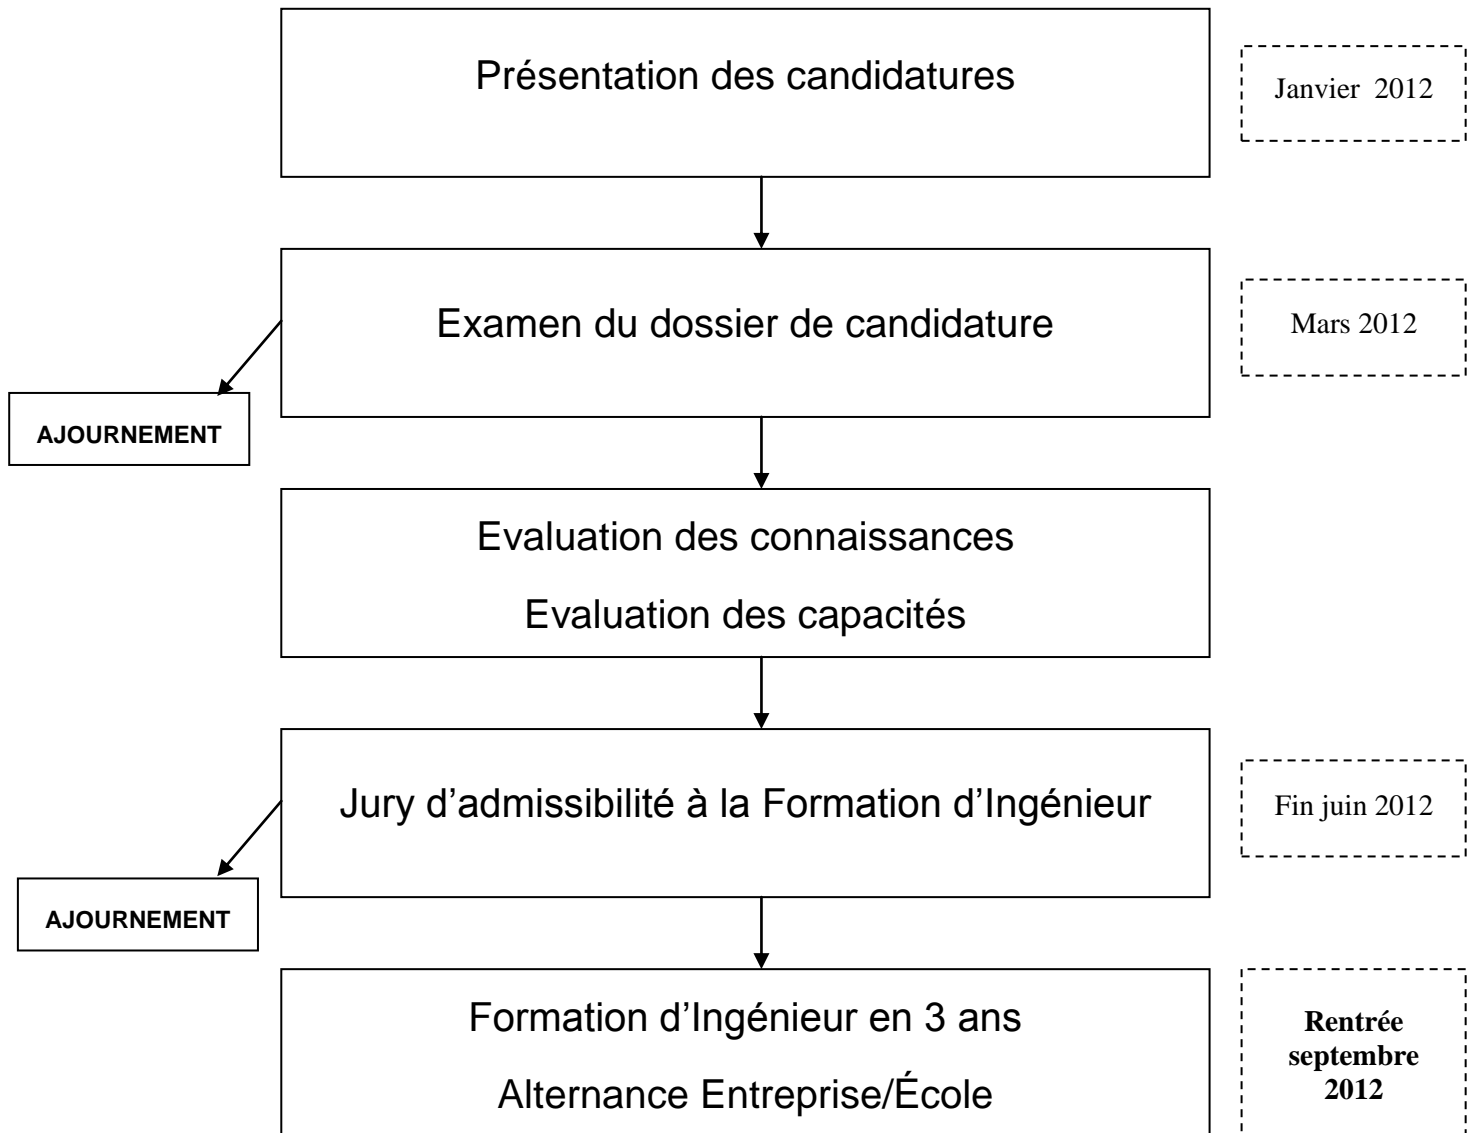 Présentation des candidatures
Janvier 2012
Examen du dossier de candidature
Mars 2012
AJOURNEMENT
Evaluation des connaissances
Evaluation des capacités
Jury d’admissibilité à la Formation d’Ingénieur
Fin juin 2012
AJOURNEMENT
Formation d’Ingénieur en 3 ans
Alternance Entreprise/École
Rentrée
septembre
2012